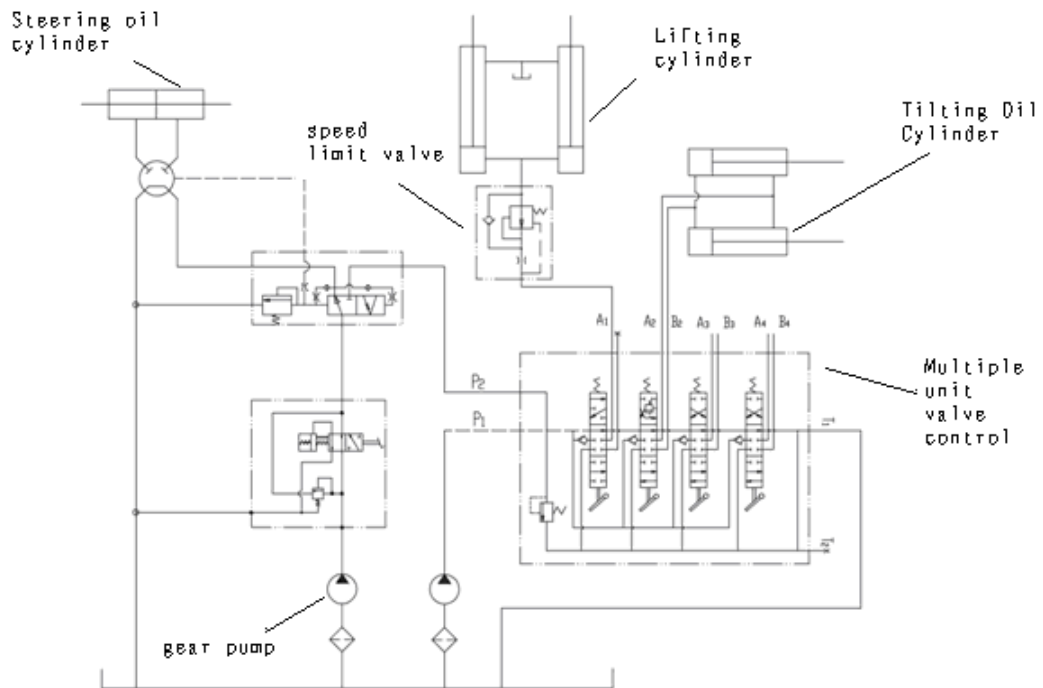 Steering oil
cylinder
Lifting
cylinder
speed
limit valve
Tilting Oil
Cylinder
A1
A2
B2
A3
B3
A4
B4
P2
P1
Multiple
unit
valve
control
gear pump